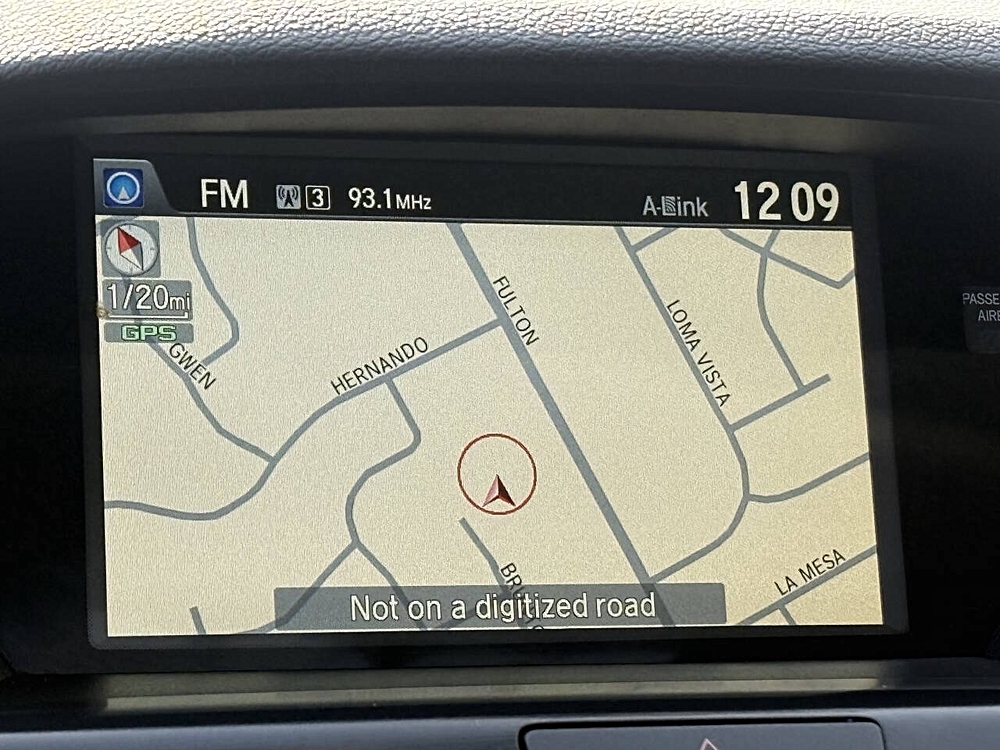 FM 3 93.1MHz A-Link 12 09
1/20mi
GPS
GWEN
HERNANDO
FULTON
LOMA VISTA
LA MESA
Not on a digitized road